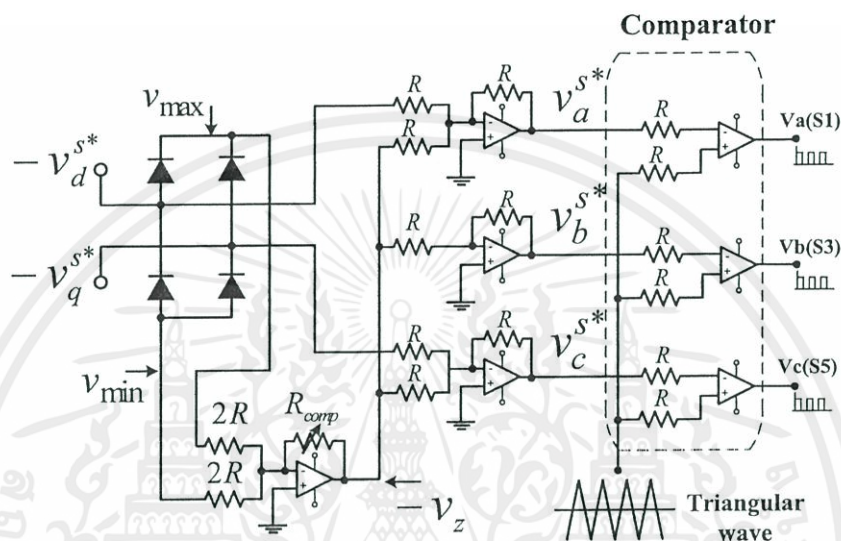 Comparator
v_max
R
R
v_a^{s*}
R
Va(S1)
R
R
− v_d^{s*}
− v_q^{s*}
R
R
v_b^{s*}
R
Vb(S3)
R
R
R
v_c^{s*}
R
Vc(S5)
R
R
v_min
2R
R_comp
2R
− v_z
Triangular
wave